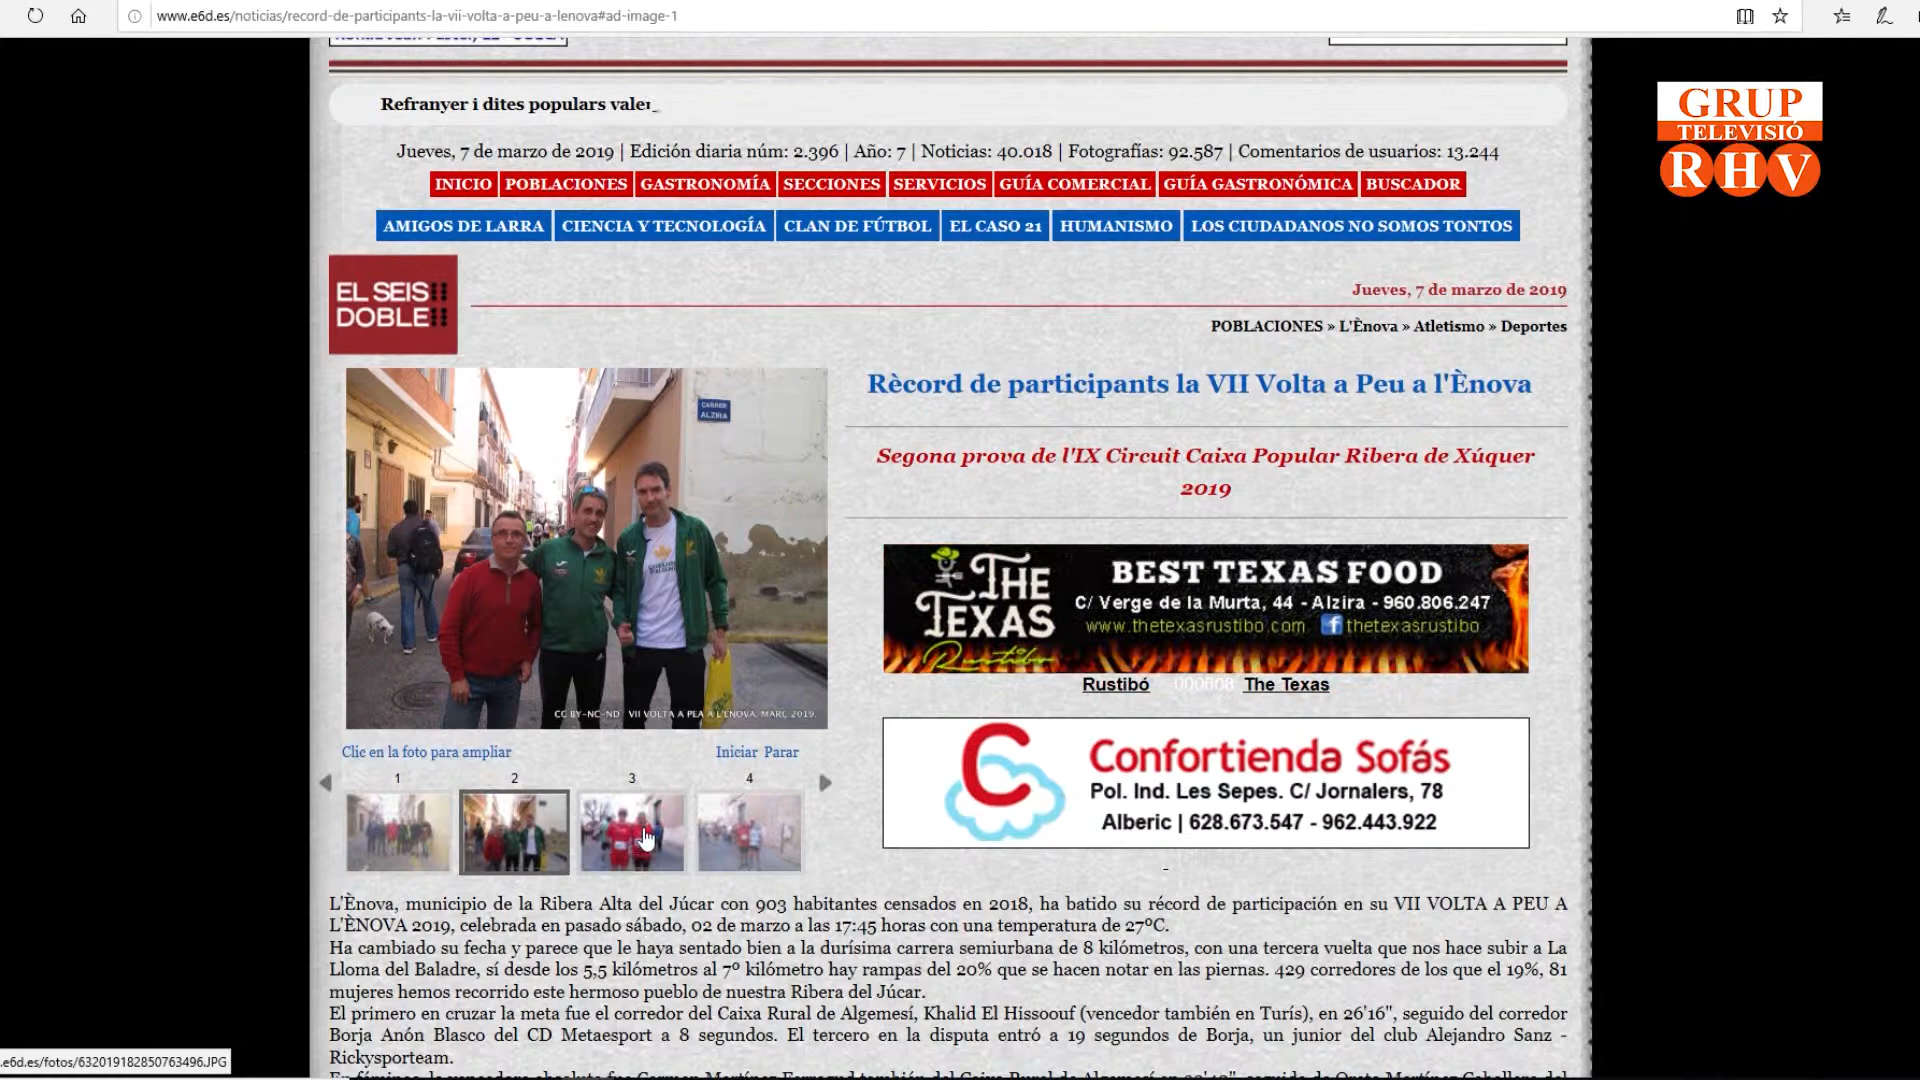 www.e6d.es/noticias/record-de-participants-la-vii-volta-a-peu-a-lenova#ad-image-1
GRUP
TELEVISIÓ
RHV
Refranyer i dites populars
Jueves, 7 de marzo de 2019 | Edición diaria núm: 2.396 | Año: 7 | Noticias: 40.018 | Fotografías: 92.587 | Comentarios de usuarios: 13.244
INICIO POBLACIONES GASTRONOMÍA SECCIONES SERVICIOS GUÍA COMERCIAL GUÍA GASTRONÓMICA BUSCADOR
AMIGOS DE LARRA CIENCIA Y TECNOLOGÍA CLAN DE FÚTBOL EL CASO 21 HUMANISMO LOS CIUDADANOS NO SOMOS TONTOS
EL SEIS
DOBLE
Jueves, 7 de marzo de 2019
POBLACIONES » L'Ènova » Atletismo » Deportes
CARRER
ALZIRA
CC BY-NC-ND VII VOLTA A PEA A L'ENOVA. MARÇ 2019.
Rècord de participants la VII Volta a Peu a l'Ènova
Segona prova de l'IX Circuit Caixa Popular Ribera de Xúquer
2019
THE
TEXAS
Rustibo
BEST TEXAS FOOD
C/ Verge de la Murta, 44 - Alzira - 960.806.247
www.thetexasrustibo.com f thetexasrustibo
Rustibó 000608 The Texas
Confortienda Sofás
Pol. Ind. Les Sepes. C/ Jornalers, 78
Alberic | 628.673.547 - 962.443.922
Clic en la foto para ampliar Iniciar Parar
1 2 3 4
L'Ènova, municipio de la Ribera Alta del Júcar con 903 habitantes censados en 2018, ha batido su récord de participación en su VII VOLTA A PEU A
L'ÈNOVA 2019, celebrada en pasado sábado, 02 de marzo a las 17:45 horas con una temperatura de 27ºC.
Ha cambiado su fecha y parece que le haya sentado bien a la durísima carrera semiurbana de 8 kilómetros, con una tercera vuelta que nos hace subir a La
Lloma del Baladre, sí desde los 5,5 kilómetros al 7º kilómetro hay rampas del 20% que se hacen notar en las piernas. 429 corredores de los que el 19%, 81
mujeres hemos recorrido este hermoso pueblo de nuestra Ribera del Júcar.
El primero en cruzar la meta fue el corredor del Caixa Rural de Algemesí, Khalid El Hissoouf (vencedor también en Turís), en 26'16", seguido del corredor
Borja Anón Blasco del CD Metaesport a 8 segundos. El tercero en la disputa entró a 19 segundos de Borja, un junior del club Alejandro Sanz -
Rickysporteam.
.e6d.es/fotos/632019182850763496.JPG